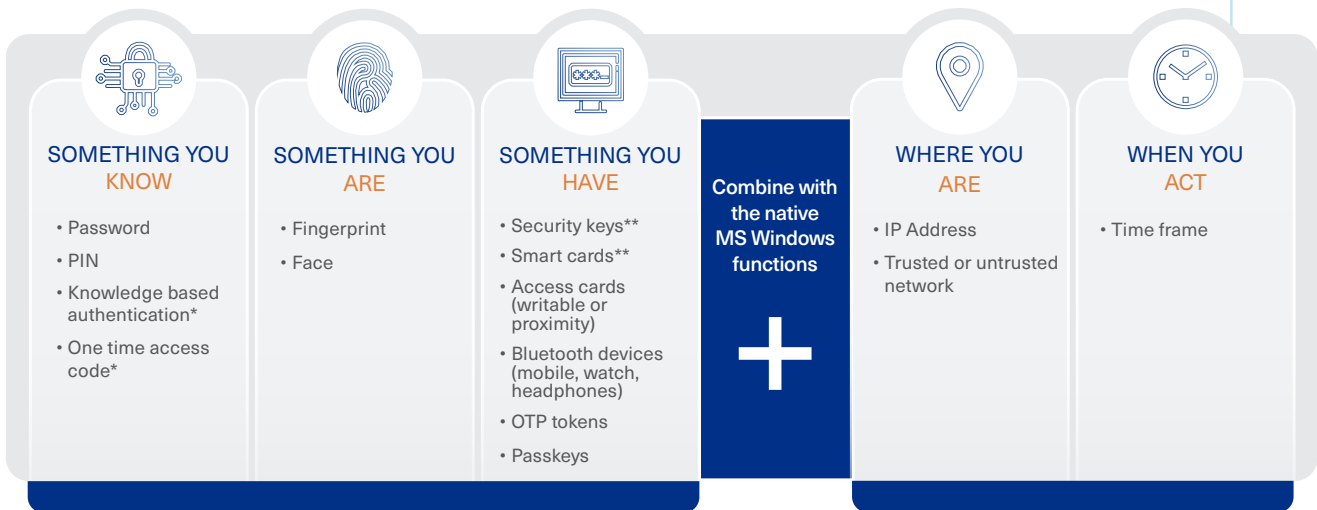 SOMETHING YOU
KNOW
• Password
• PIN
• Knowledge based
authentication*
• One time access
code*
SOMETHING YOU
ARE
• Fingerprint
• Face
SOMETHING YOU
HAVE
• Security keys**
• Smart cards**
• Access cards
(writable or
proximity)
• Bluetooth devices
(mobile, watch,
headphones)
• OTP tokens
• Passkeys
Combine with
the native
MS Windows
functions
+
WHERE YOU
ARE
• IP Address
• Trusted or untrusted
network
WHEN YOU
ACT
• Time frame